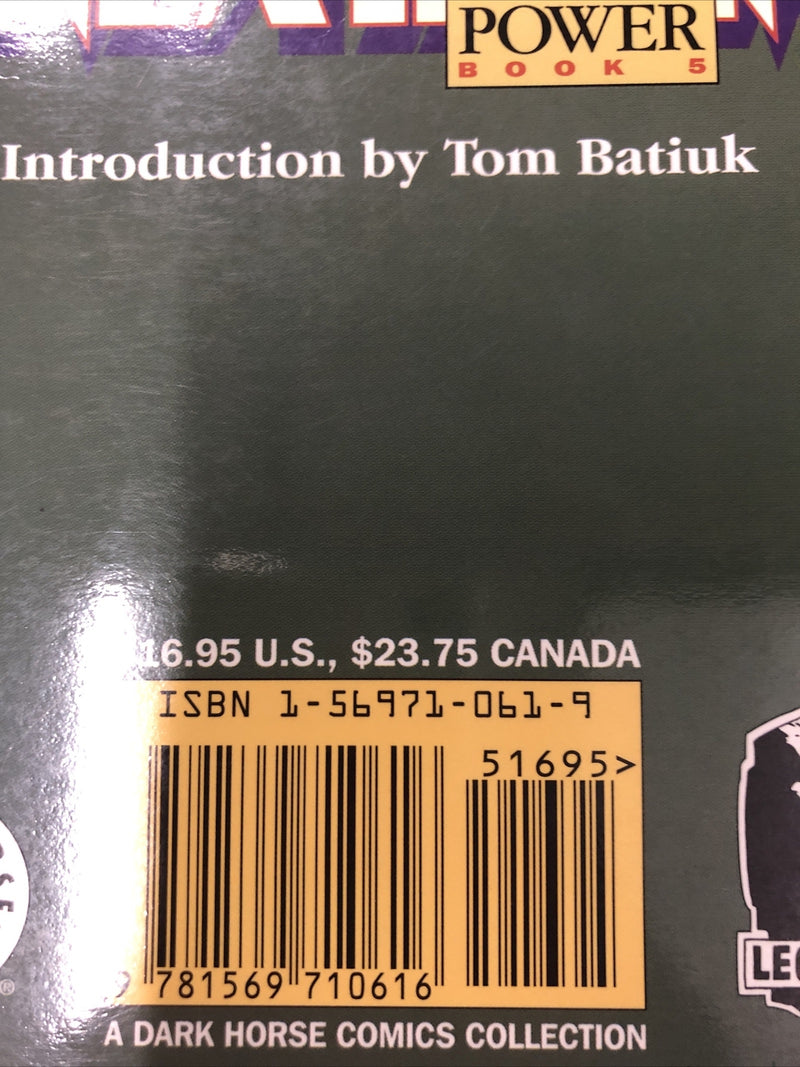 POWER
BOOK 5
Introduction by Tom Batiuk
16.95 U.S., $23.75 CANADA
ISBN 1-56971-061-9
51695>
9 781569 710616
A DARK HORSE COMICS COLLECTION